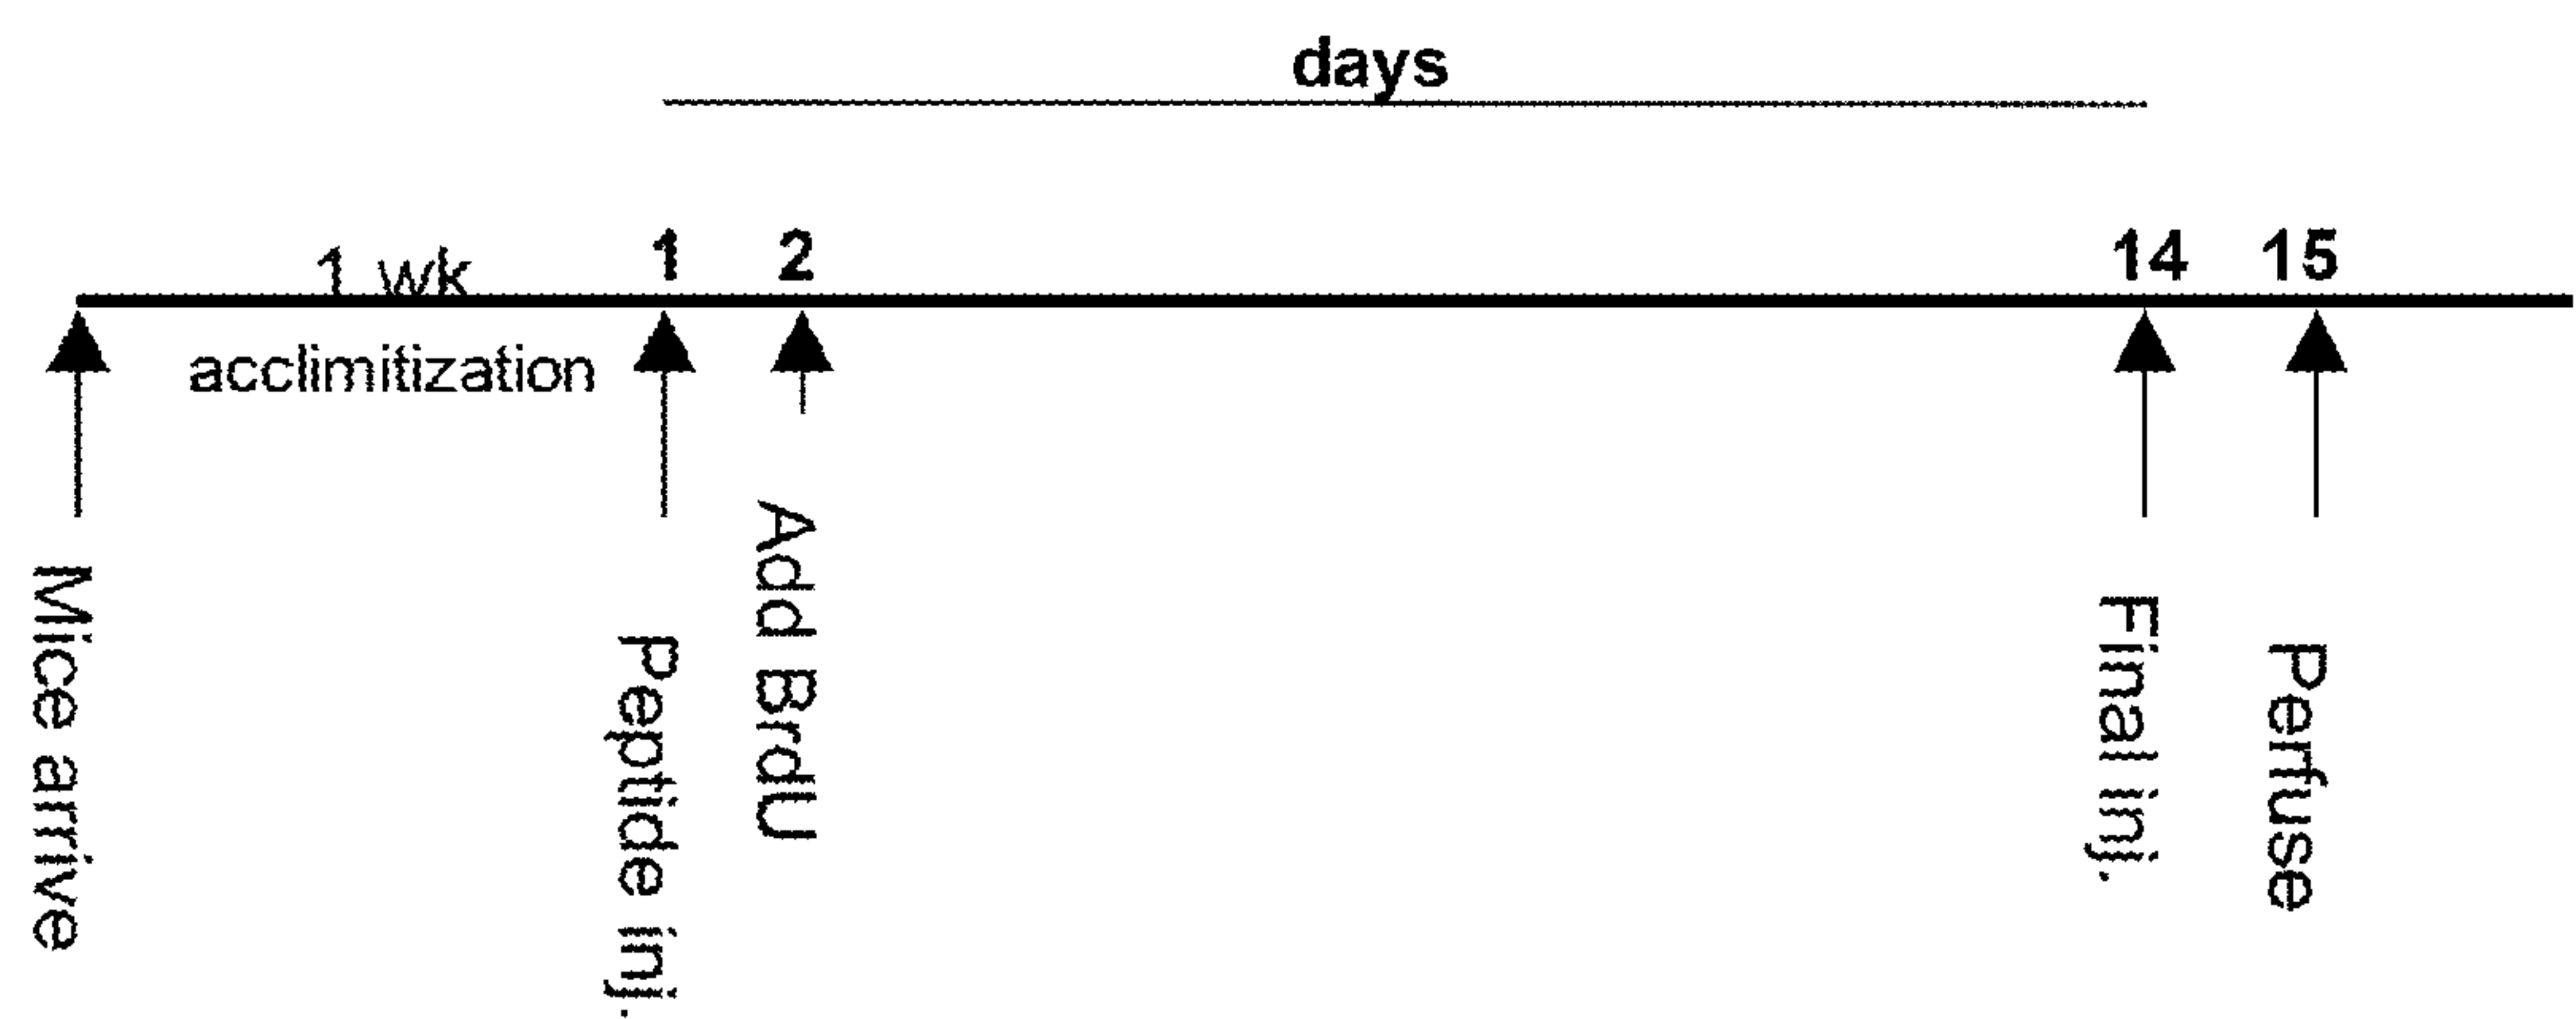 days
1 wk
1
2
14
15
acclimitization
Mice arrive
Peptide inj.
Add BrdU
Final inj.
Perfuse